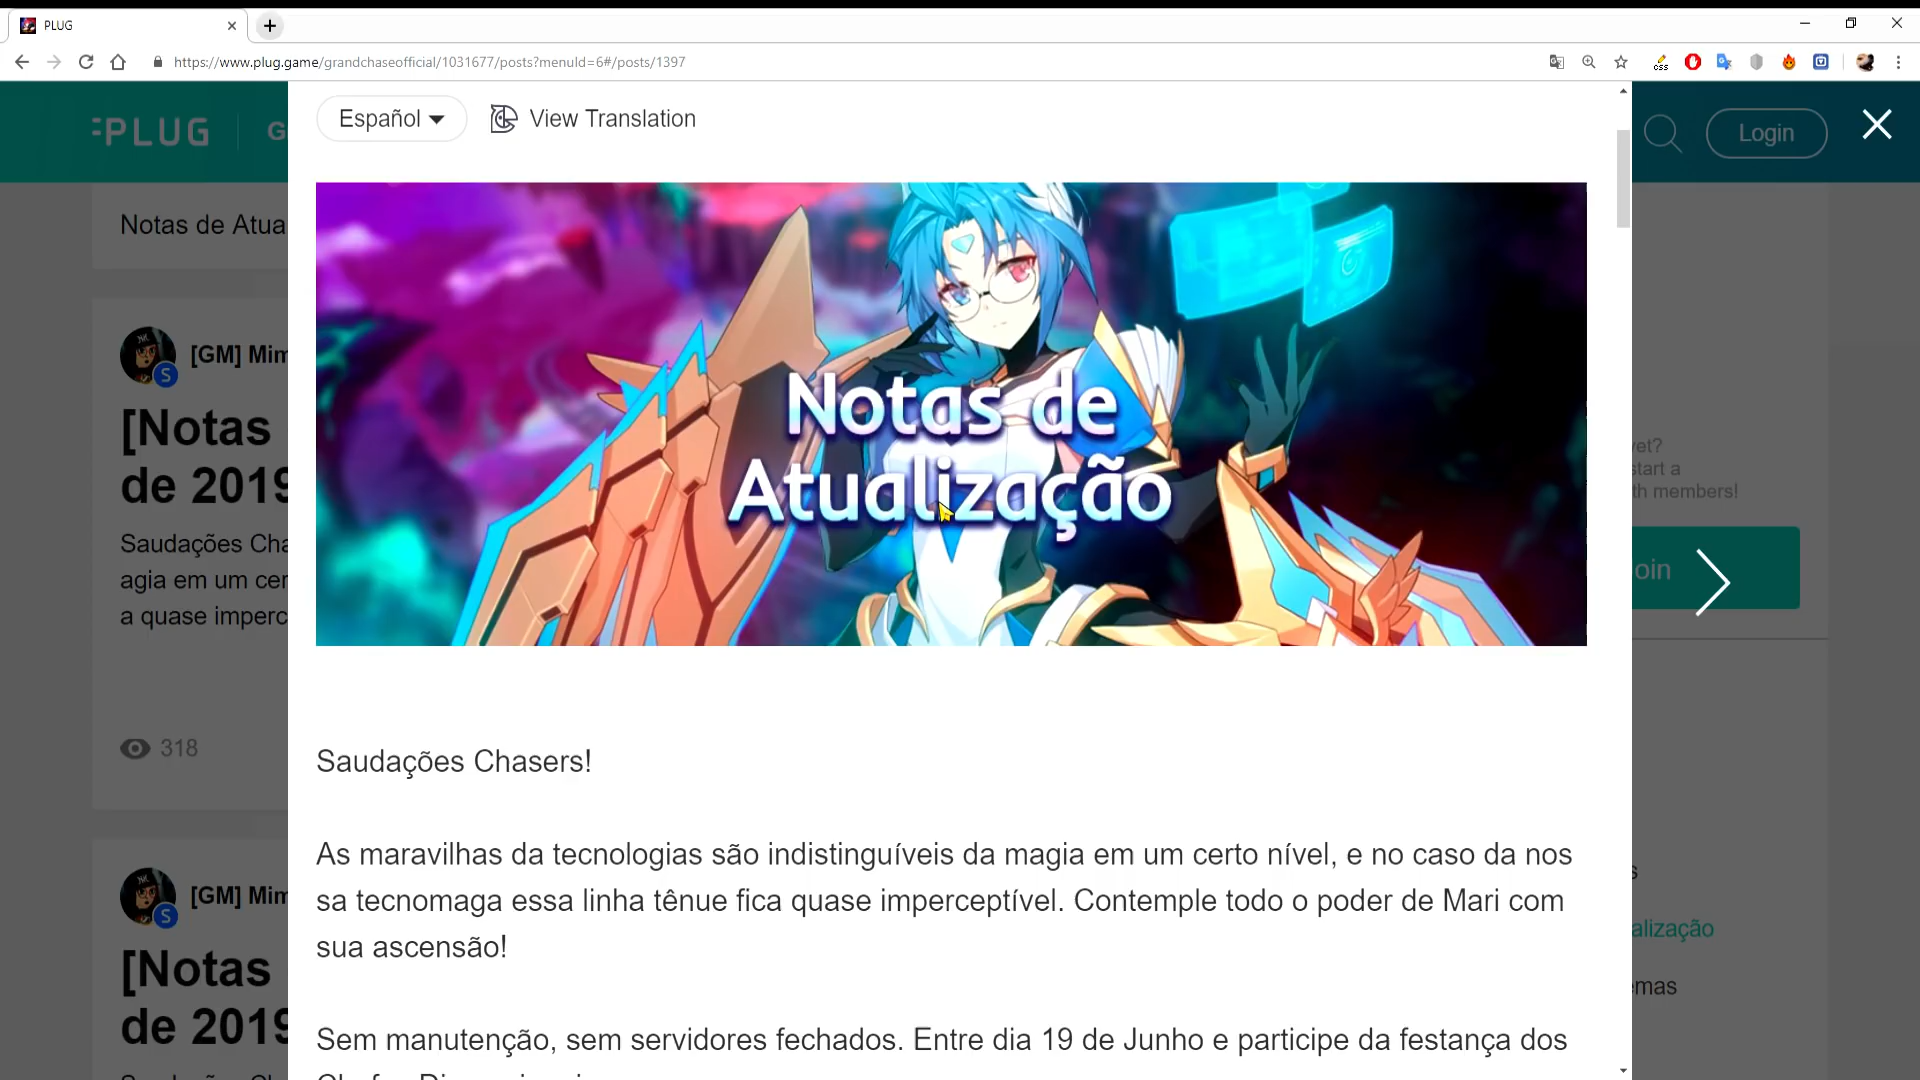 PLUG
https://www.plug.game/grandchaseofficial/1031677/posts?menuId=6#/posts/1397
PLUG G
Login
Español View Translation
Notas de Atua
[GM] Mim
[Notas
de 2019
Saudações Cha
agia em um cer
a quase imperc
318
[GM] Mim
[Notas
de 2019
Notas de
Atualização
Saudações Chasers!
As maravilhas da tecnologias são indistinguíveis da magia em um certo nível, e no caso da nos
sa tecnomaga essa linha tênue fica quase imperceptível. Contemple todo o poder de Mari com
sua ascensão!
Sem manutenção, sem servidores fechados. Entre dia 19 de Junho e participe da festança dos
vet?
start a
th members!
oin
s
alização
emas